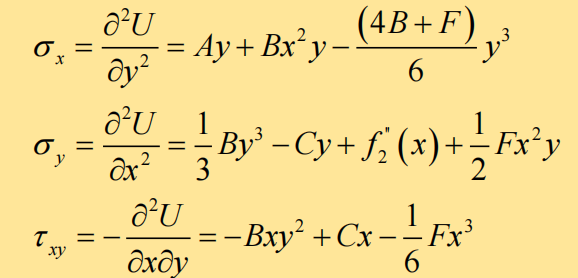 σₓ = ∂²U/∂y² = Ay + Bx²y − (4B + F)/6 y³
σ_y = ∂²U/∂x² = 1/3 By³ − Cy + f₂″(x) + 1/2 Fx²y
τ_xy = − ∂²U/∂x∂y = −Bxy² + Cx − 1/6 Fx³